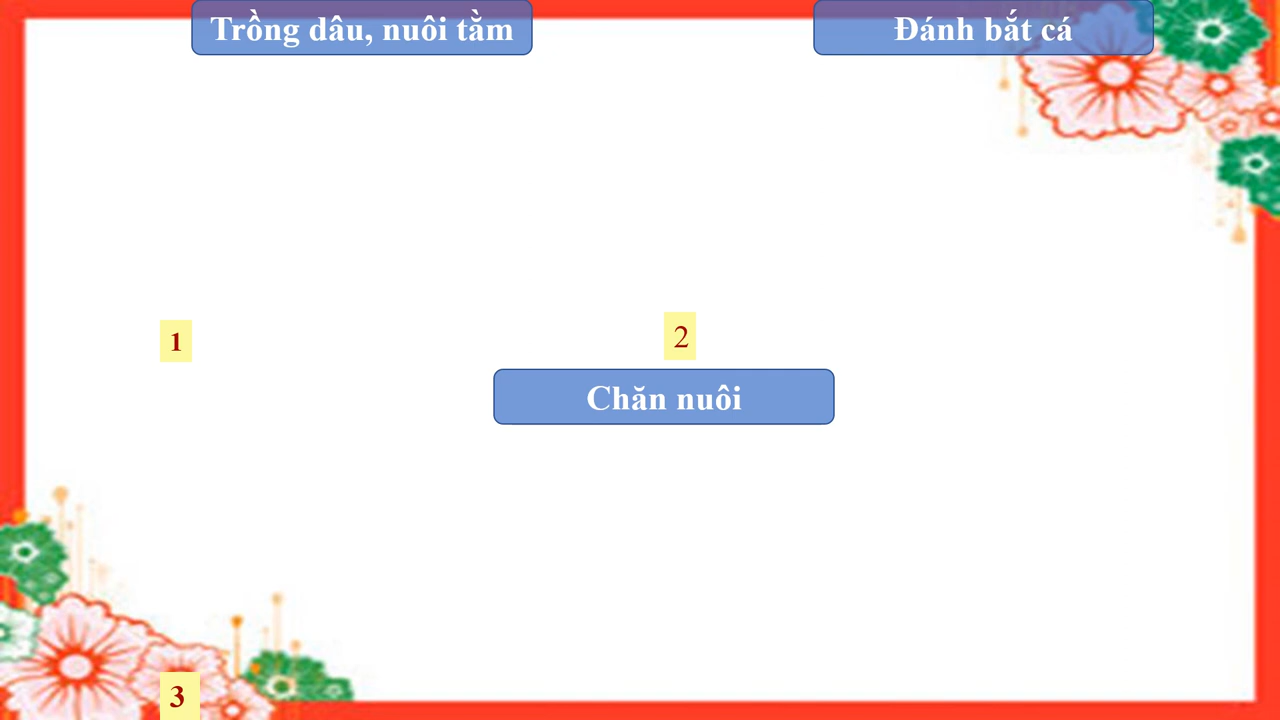 Trồng dâu, nuôi tằm
Đánh bắt cá
1
2
Chăn nuôi
3